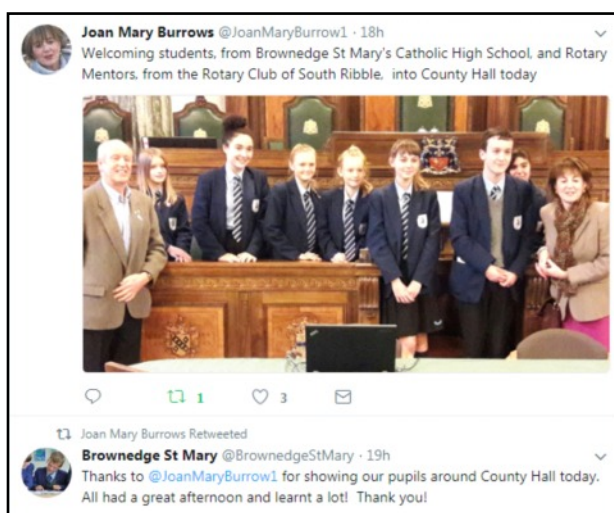 Joan Mary Burrows @JoanMaryBurrow1 · 18h
Welcoming students, from Brownedge St Mary's Catholic High School, and Rotary
Mentors, from the Rotary Club of South Ribble, into County Hall today
1 3
Joan Mary Burrows Retweeted
Brownedge St Mary @BrownedgeStMary · 19h
Thanks to @JoanMaryBurrow1 for showing our pupils around County Hall today.
All had a great afternoon and learnt a lot! Thank you!